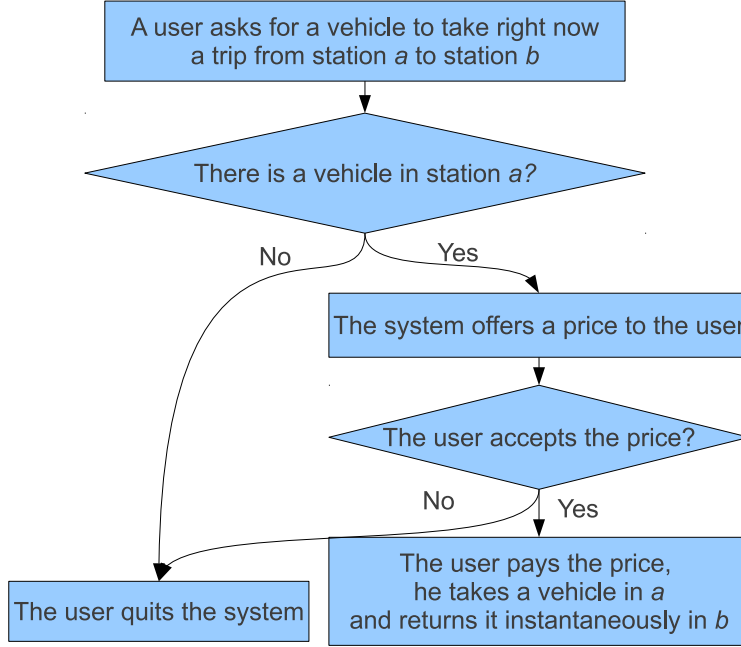 A user asks for a vehicle to take right now
a trip from station a to station b
There is a vehicle in station a?
No
Yes
The system offers a price to the user
The user accepts the price?
No
Yes
The user pays the price,
he takes a vehicle in a
and returns it instantaneously in b
The user quits the system